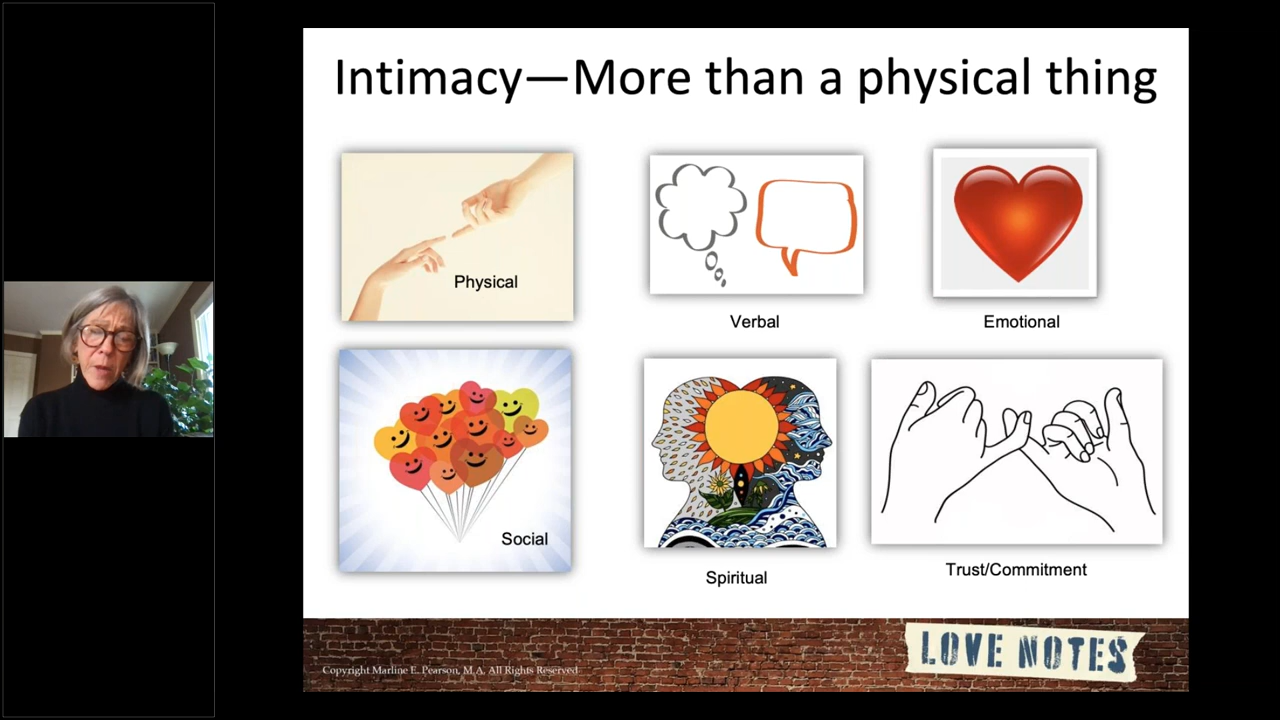 Intimacy—More than a physical thing
Physical
Verbal
Emotional
Social
Spiritual
Trust/Commitment
Copyright Marline E. Pearson, M.A. All Rights Reserved
LOVE NOTES